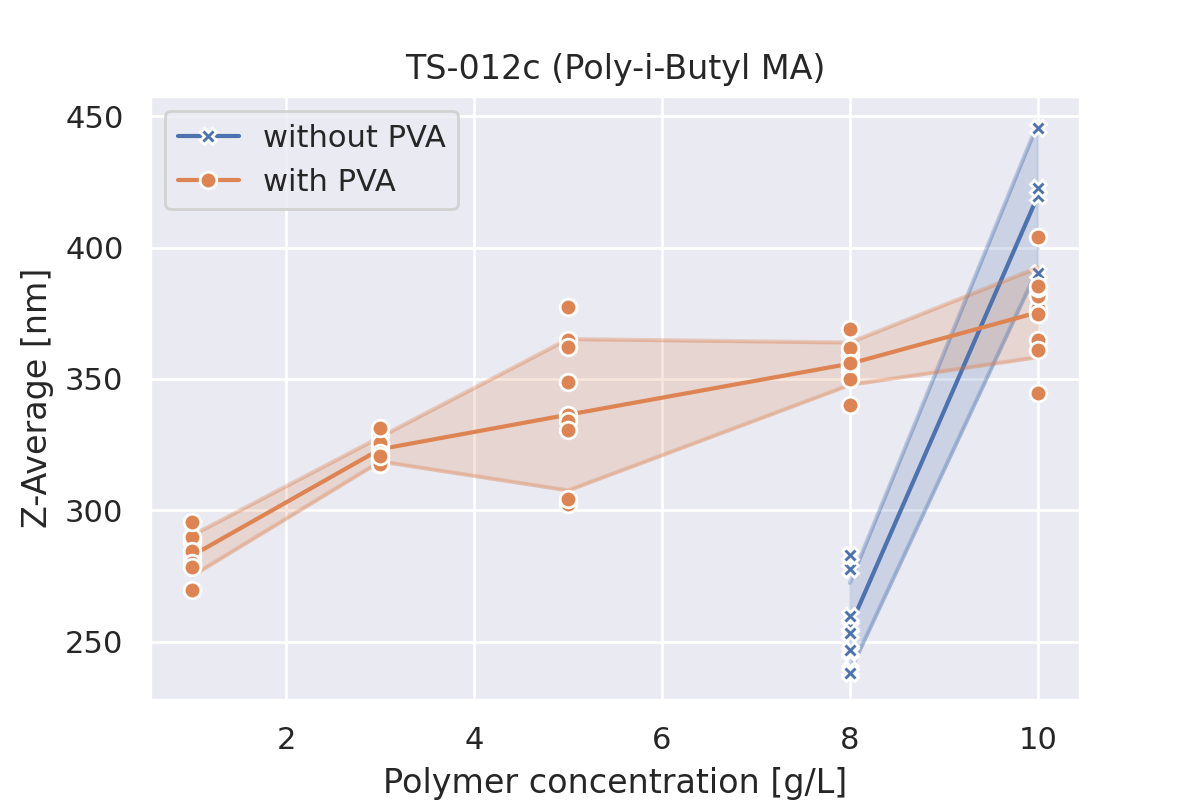 TS-012c (Poly-i-Butyl MA)
without PVA
with PVA
450
400
350
300
250
Z-Average [nm]
2 4 6 8 10
Polymer concentration [g/L]